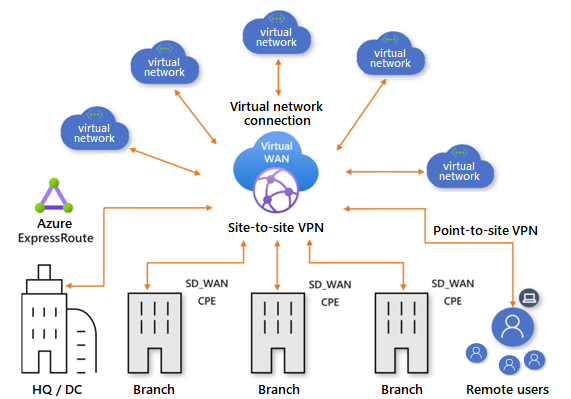 virtual
network
virtual
network
virtual
network
virtual
network
virtual
network
Virtual network
connection
Virtual
WAN
Azure
ExpressRoute
Site-to-site VPN
Point-to-site VPN
SD_WAN
CPE
SD_WAN
CPE
SD_WAN
CPE
HQ / DC
Branch
Branch
Branch
Remote users